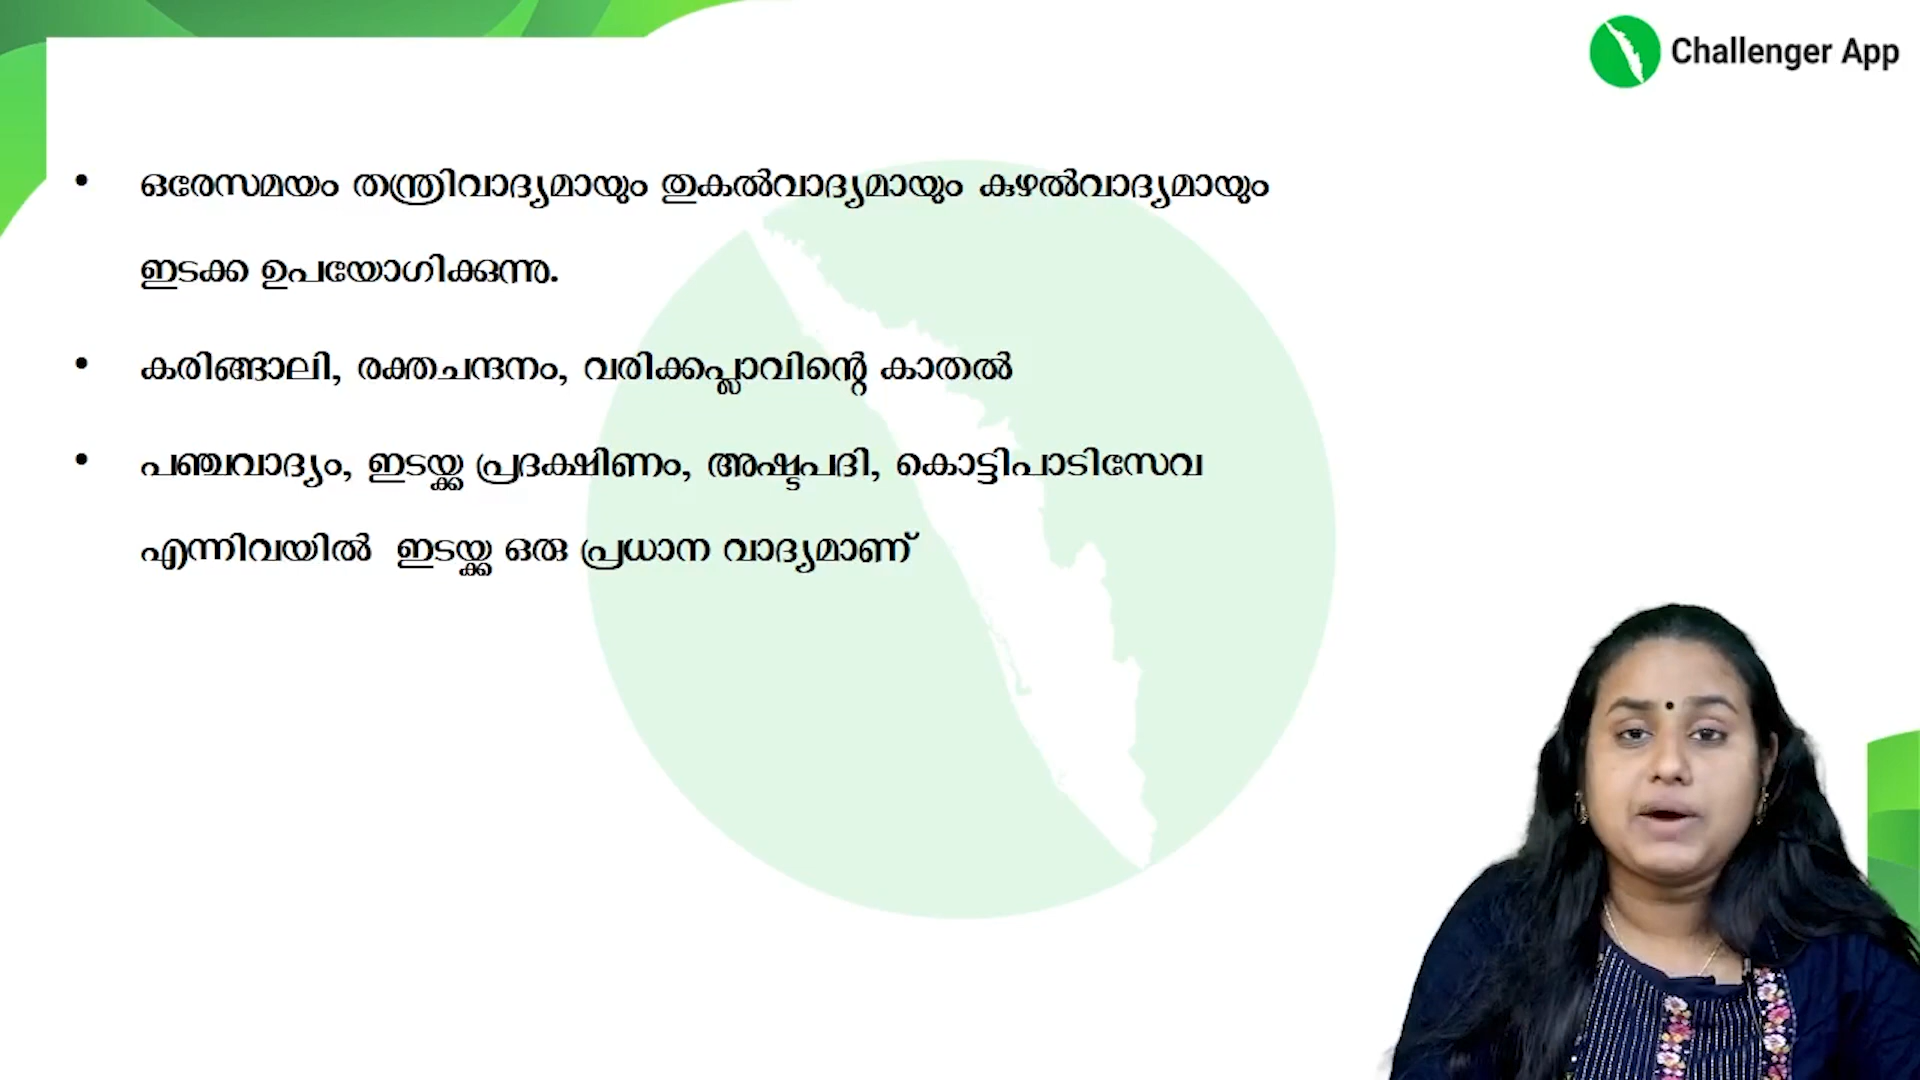 Challenger App
• ഒരേസമയം തന്ത്രിവാദ്യമായും തുകൽവാദ്യമായും കുഴൽവാദ്യമായും
ഇടക്ക ഉപയോഗിക്കുന്നു.
• കരിങ്ങാലി, രക്തചന്ദനം, വരിക്കപ്ലാവിന്റെ കാതൽ
• പഞ്ചവാദ്യം, ഇടയ്ക്ക പ്രദക്ഷിണം, അഷ്ടപദി, കൊട്ടിപാടിസേവ
എന്നിവയിൽ ഇടയ്ക്ക ഒരു പ്രധാന വാദ്യമാണ്